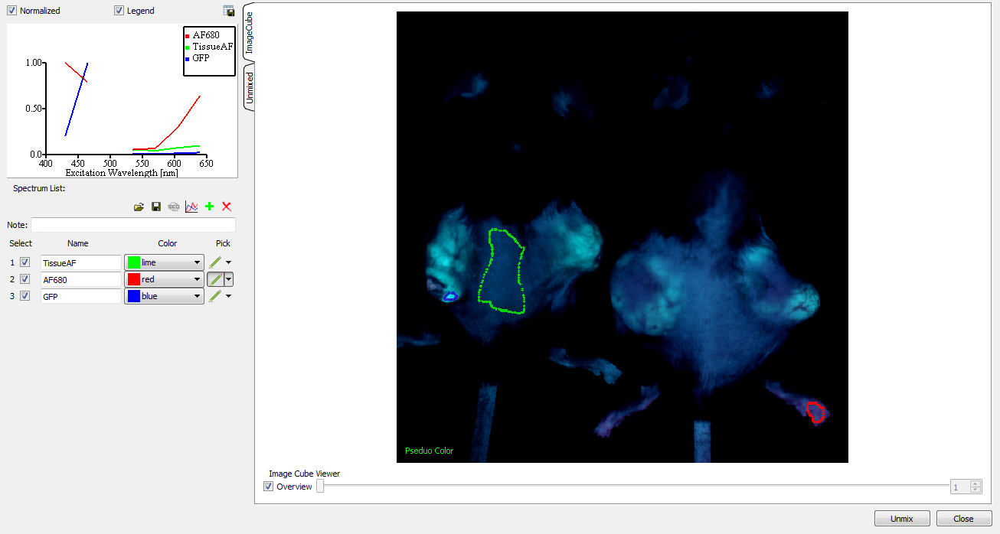 Normalized
Legend
AF680
TissueAF
GFP
1.00
0.50
0.0
400 450 500 550 600 650
Excitation Wavelength [nm]
Spectrum List:
SEQ
Note:
Select Name Color Pick
1 TissueAF lime
2 AF680 red
3 GFP blue
ImageCube
Unmixed
Pseduo Color
Image Cube Viewer
Overview
1
Unmix
Close